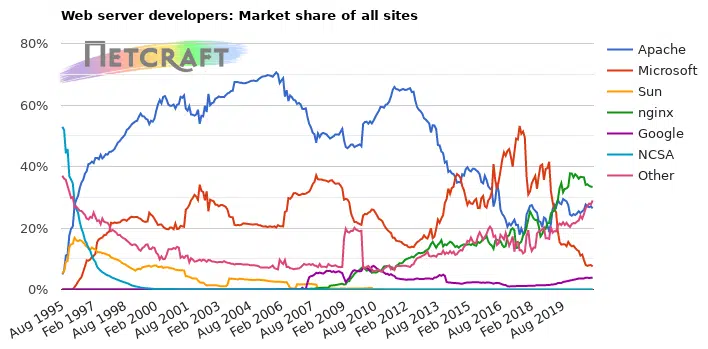 Web server developers: Market share of all sites
NETCRAFT
80%
60%
40%
20%
0%
Apache
Microsoft
Sun
nginx
Google
NCSA
Other
Aug 1995
Feb 1997
Aug 1998
Feb 2000
Aug 2001
Feb 2003
Aug 2004
Feb 2006
Aug 2007
Feb 2009
Aug 2010
Feb 2012
Aug 2013
Feb 2015
Aug 2016
Feb 2018
Aug 2019